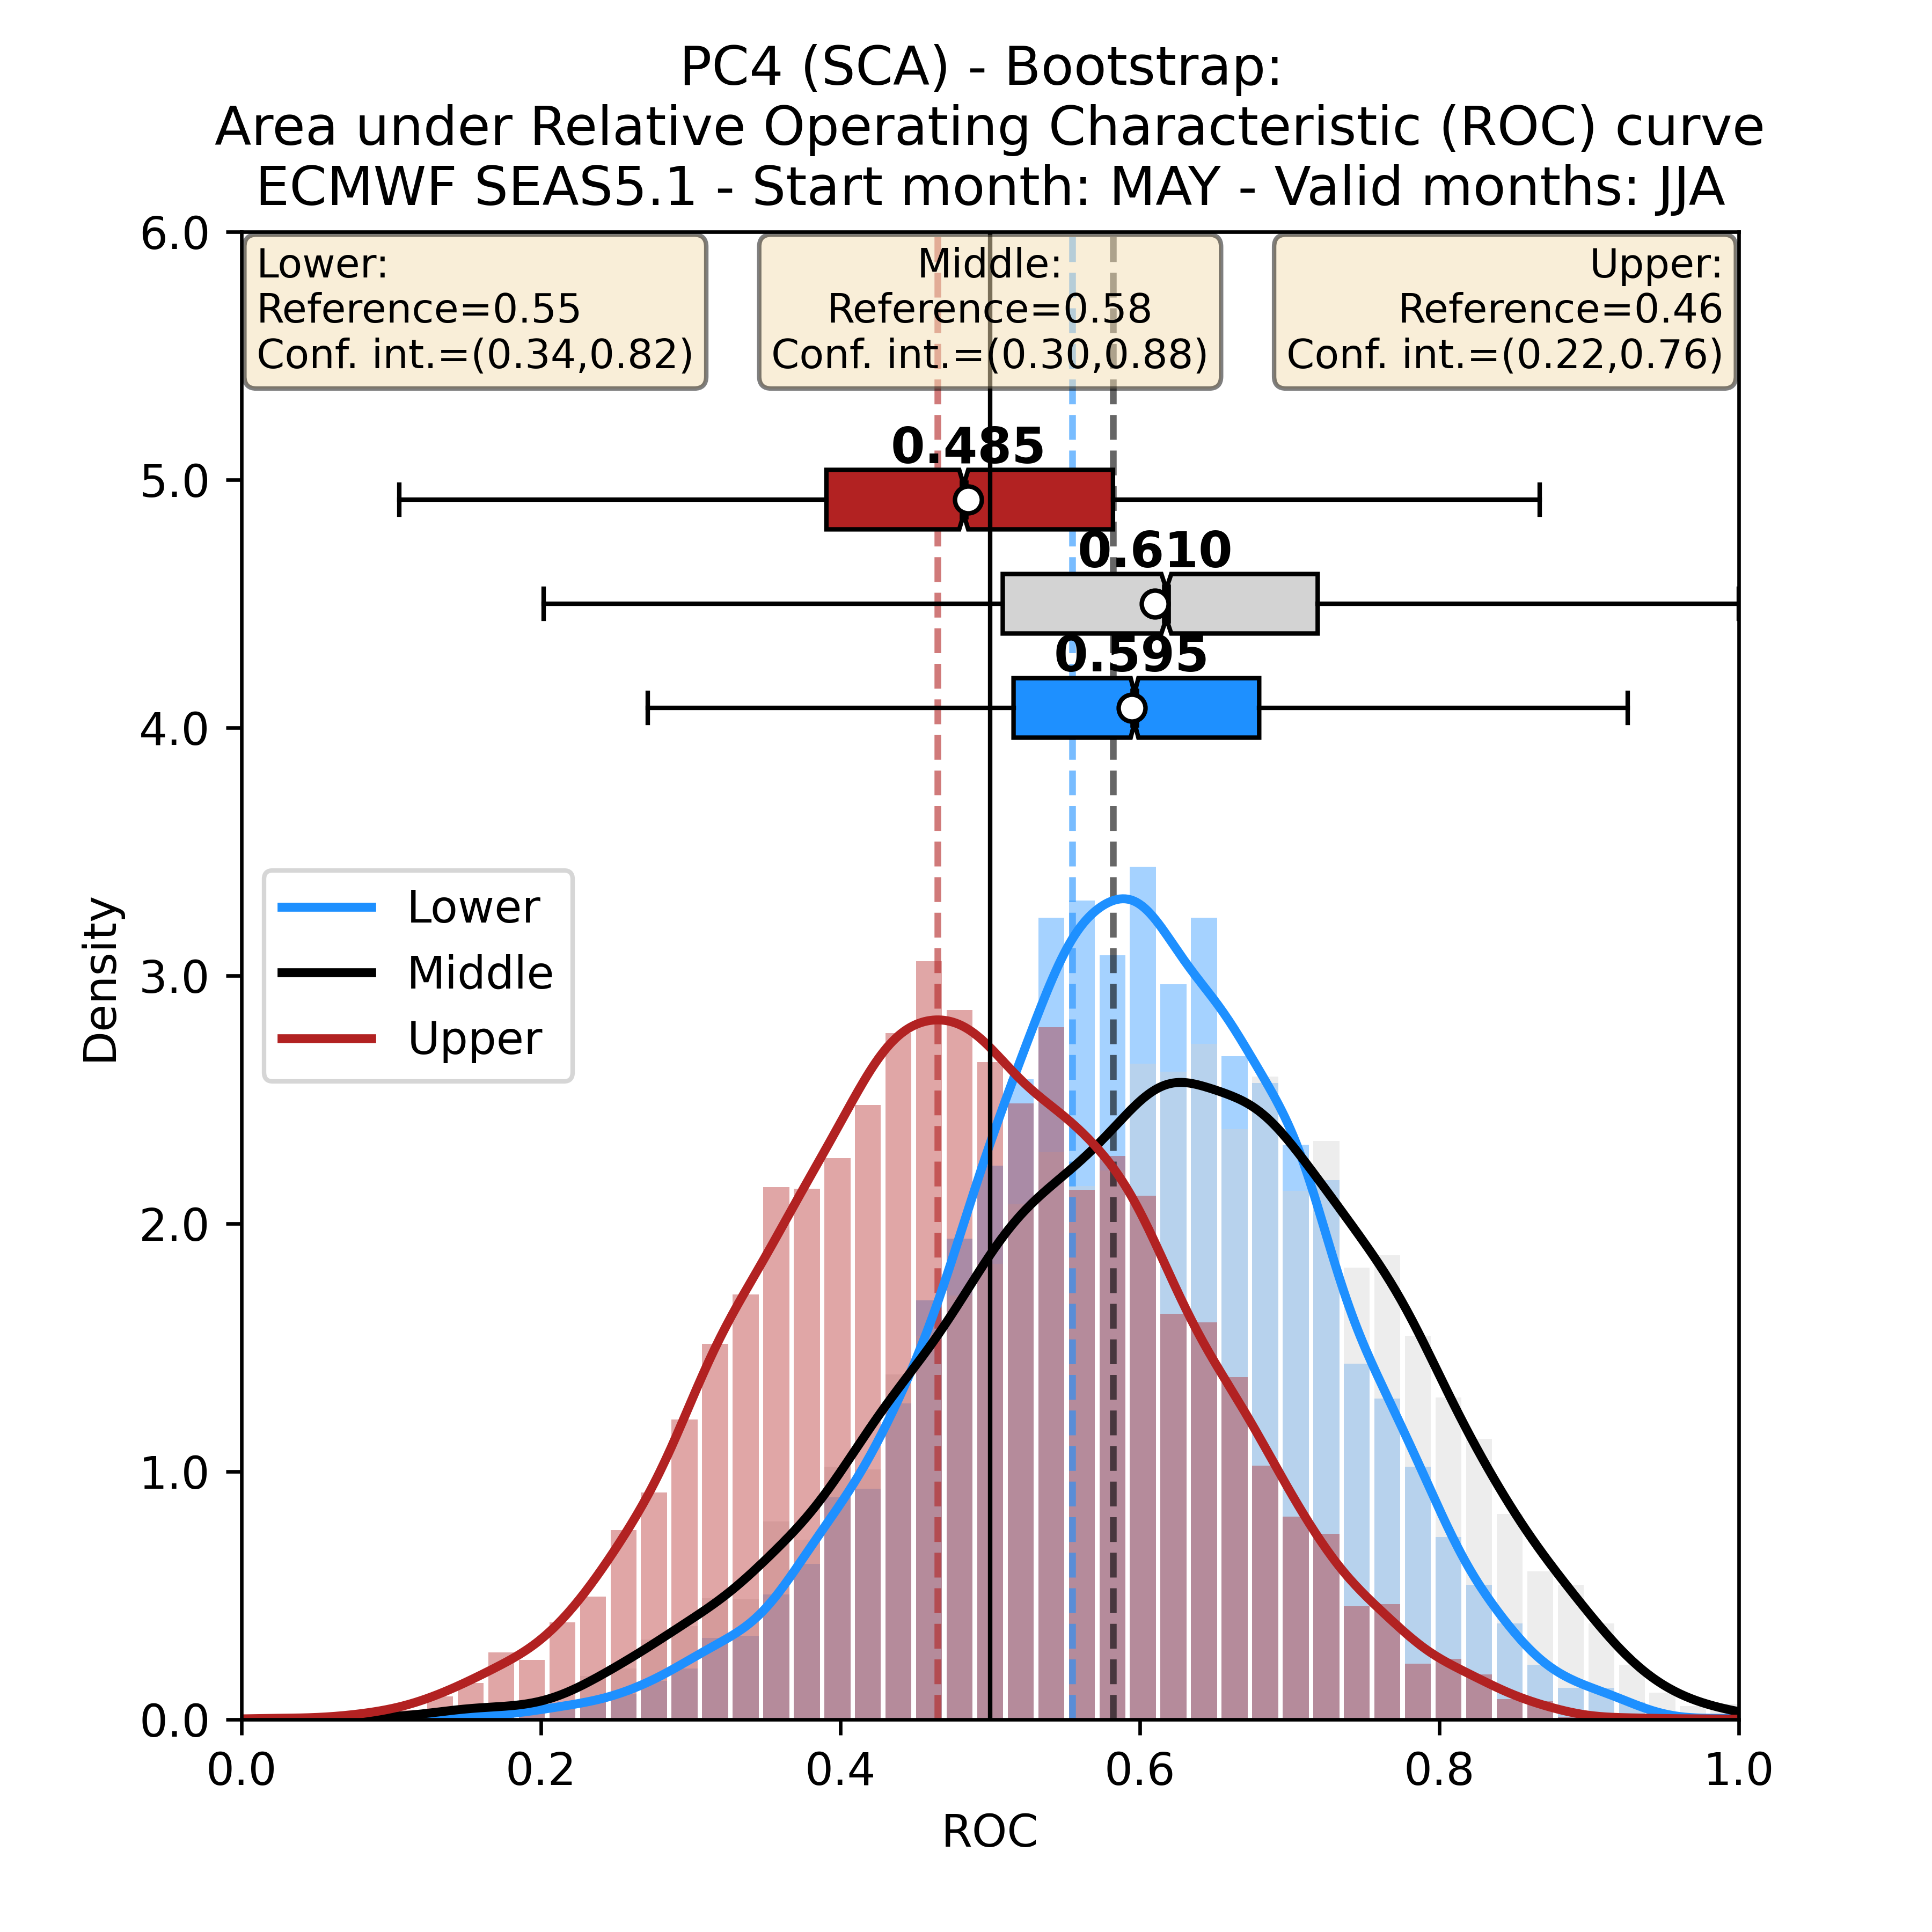 PC4 (SCA) - Bootstrap:
Area under Relative Operating Characteristic (ROC) curve
ECMWF SEAS5.1 - Start month: MAY - Valid months: JJA
Lower:
Reference=0.55
Conf. int.=(0.34,0.82)
Middle:
Reference=0.58
Conf. int.=(0.30,0.88)
Upper:
Reference=0.46
Conf. int.=(0.22,0.76)
0.485
0.610
0.595
Lower
Middle
Upper
Density
6.0
5.0
4.0
3.0
2.0
1.0
0.0
0.0 0.2 0.4 0.6 0.8 1.0
ROC